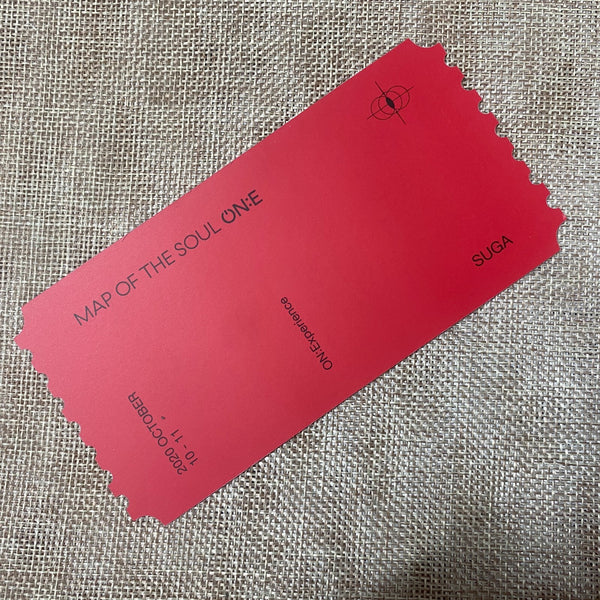 MAP OF THE SOUL ON:E
SUGA
ON:Experience
2020 OCTOBER
10 - 11